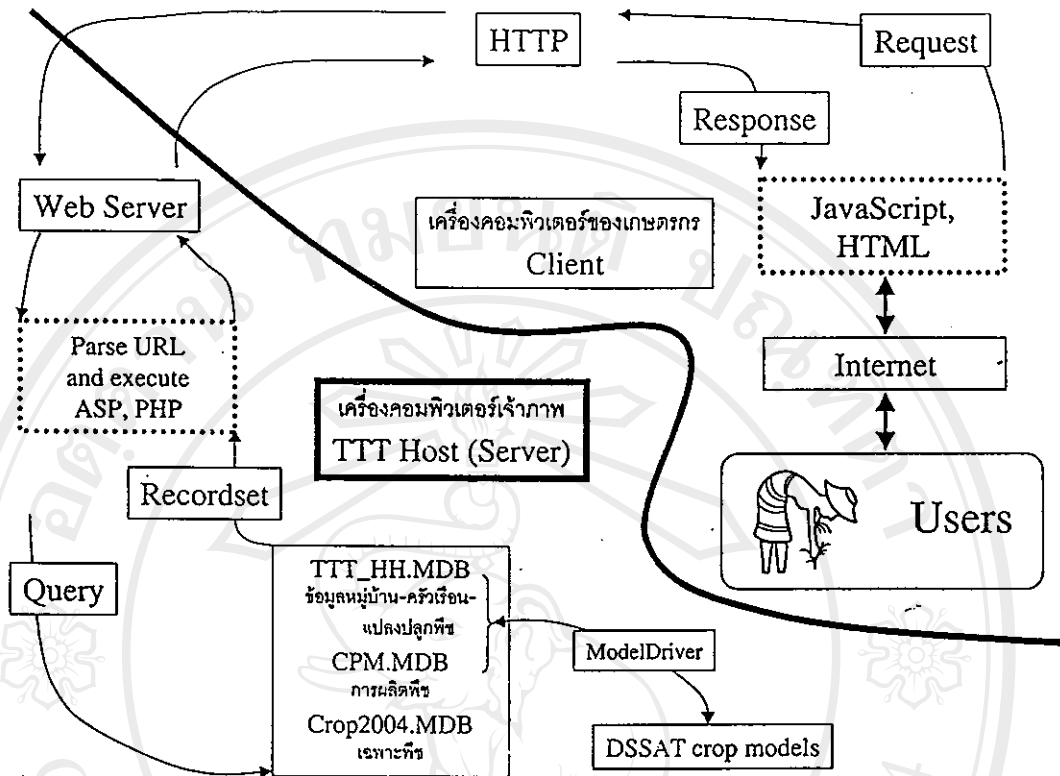 HTTP
Request
Response
Web Server
เครื่องคอมพิวเตอร์ของเกษตรกร
Client
JavaScript,
HTML
Parse URL
and execute
ASP, PHP
Internet
เครื่องคอมพิวเตอร์เจ้าภาพ
TTT Host (Server)
Recordset
Users
Query
TTT_HH.MDB
ข้อมูลหมู่บ้าน-ครัวเรือน-
แปลงปลูกพืช
CPM.MDB
การผลิตพืช
Crop2004.MDB
เฉพาะพืช
ModelDriver
DSSAT crop models